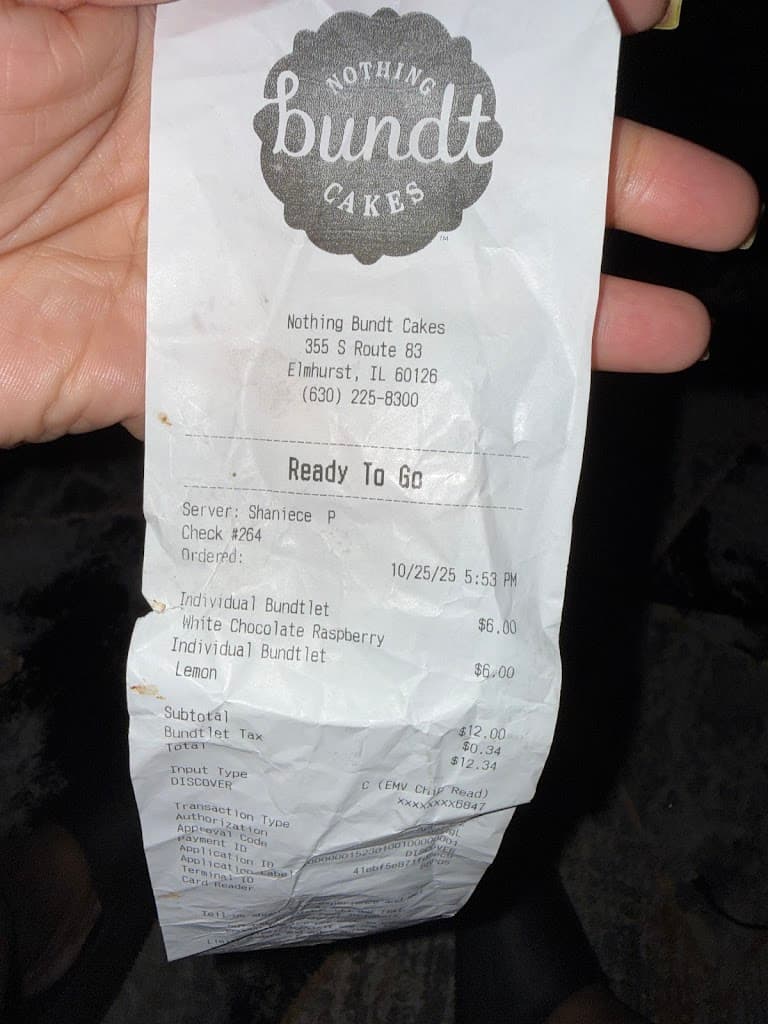 NOTHING
bundt
CAKES
TM
Nothing Bundt Cakes
355 S Route 83
Elmhurst, IL 60126
(630) 225-8300
Ready To Go
Server: Shaniece P
Check #264
Ordered:
10/25/25 5:53 PM
Individual Bundtlet
$6.00
White Chocolate Raspberry
Individual Bundtlet
$6.00
Lemon
Subtotal $12.00
Bundtlet Tax $0.34
Total $12.34
Input Type C (EMV Chip Read)
DISCOVER xxxxxxxx6847
Transaction Type
Authorization
Approval Code
Payment ID
Application ID
Application Label DISCOVER
Terminal ID
Card Reader